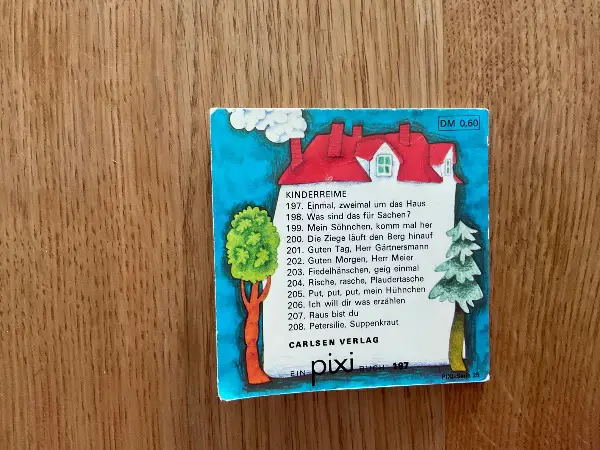 DM 0,60
KINDERREIME
197. Einmal, zweimal um das Haus
198. Was sind das für Sachen?
199. Mein Söhnchen, komm mal her
200. Die Ziege läuft den Berg hinauf
201. Guten Tag, Herr Gärtnersmann
202. Guten Morgen, Herr Meier
203. Fiedelhänschen, geig einmal
204. Rische, rasche, Plaudertasche
205. Put, put, put, mein Hühnchen
206. Ich will dir was erzählen
207. Raus bist du
208. Petersilie, Suppenkraut
CARLSEN VERLAG
EIN pixi BUCH 197
PIXI-Serie 25